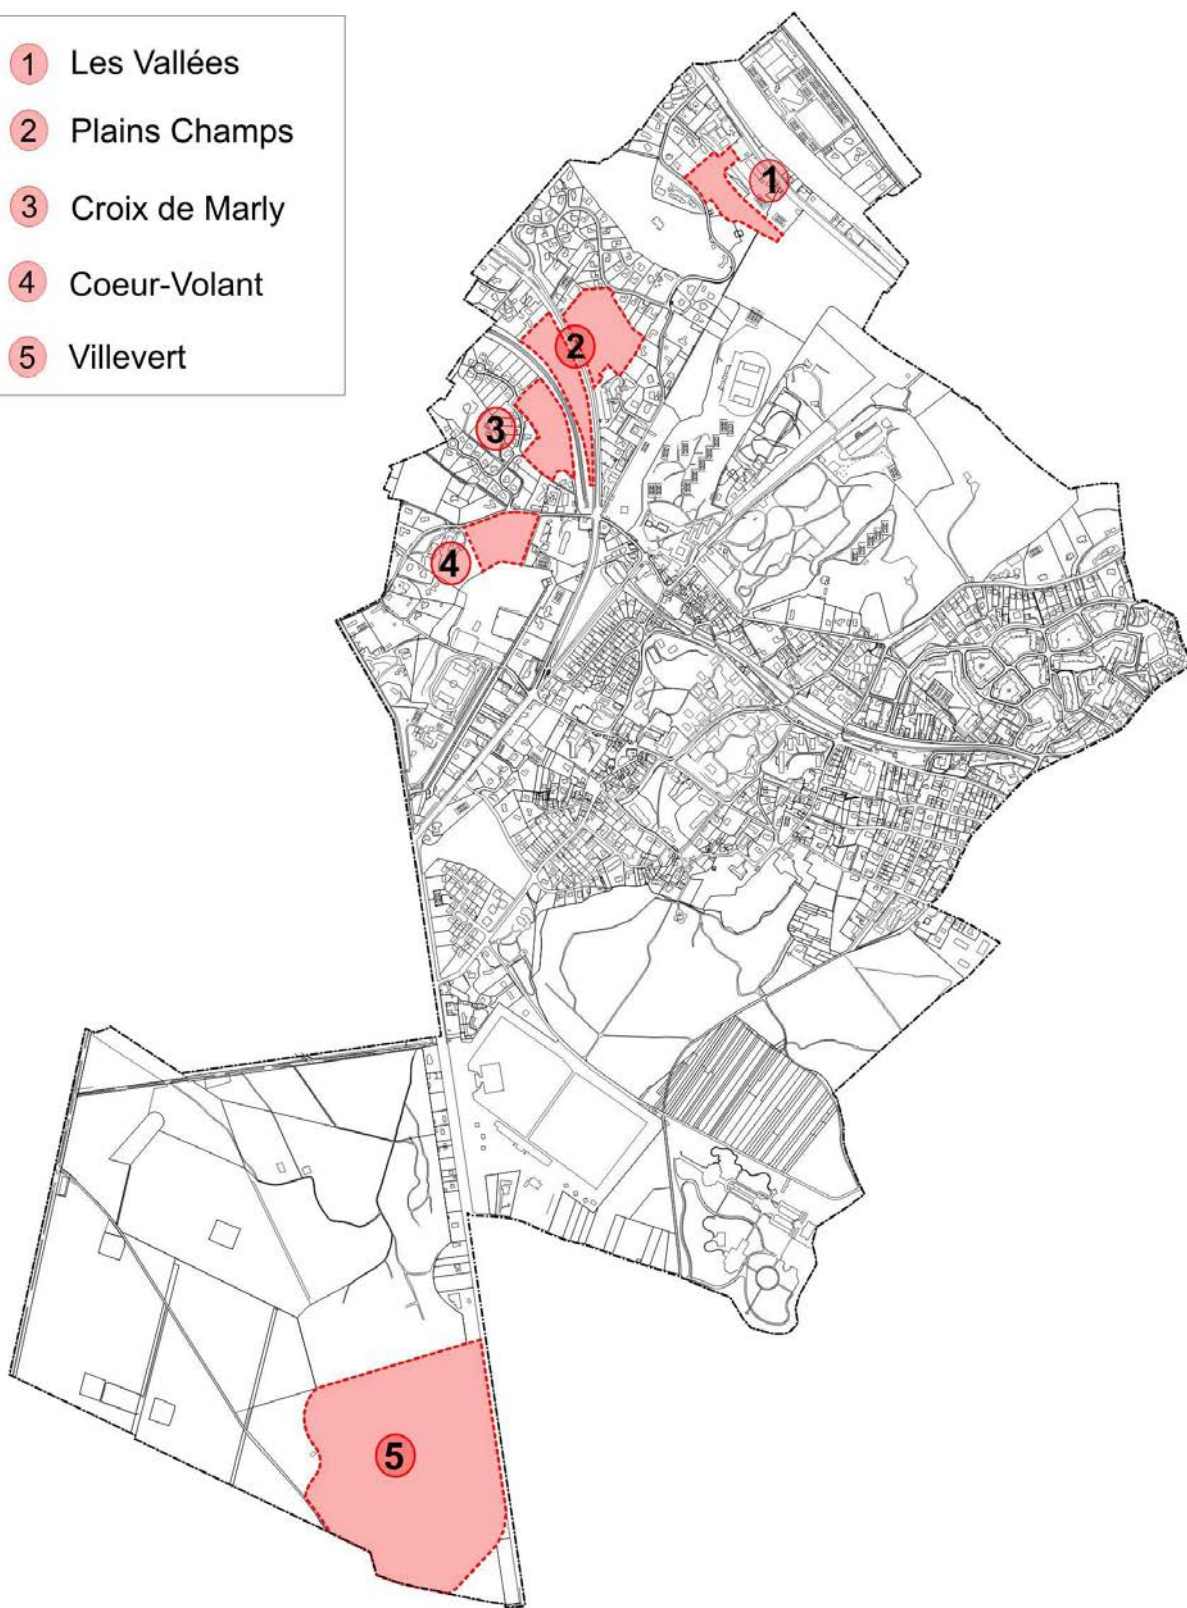 1 Les Vallées
2 Plains Champs
3 Croix de Marly
4 Coeur-Volant
5 Villevert
1
2
3
4
5